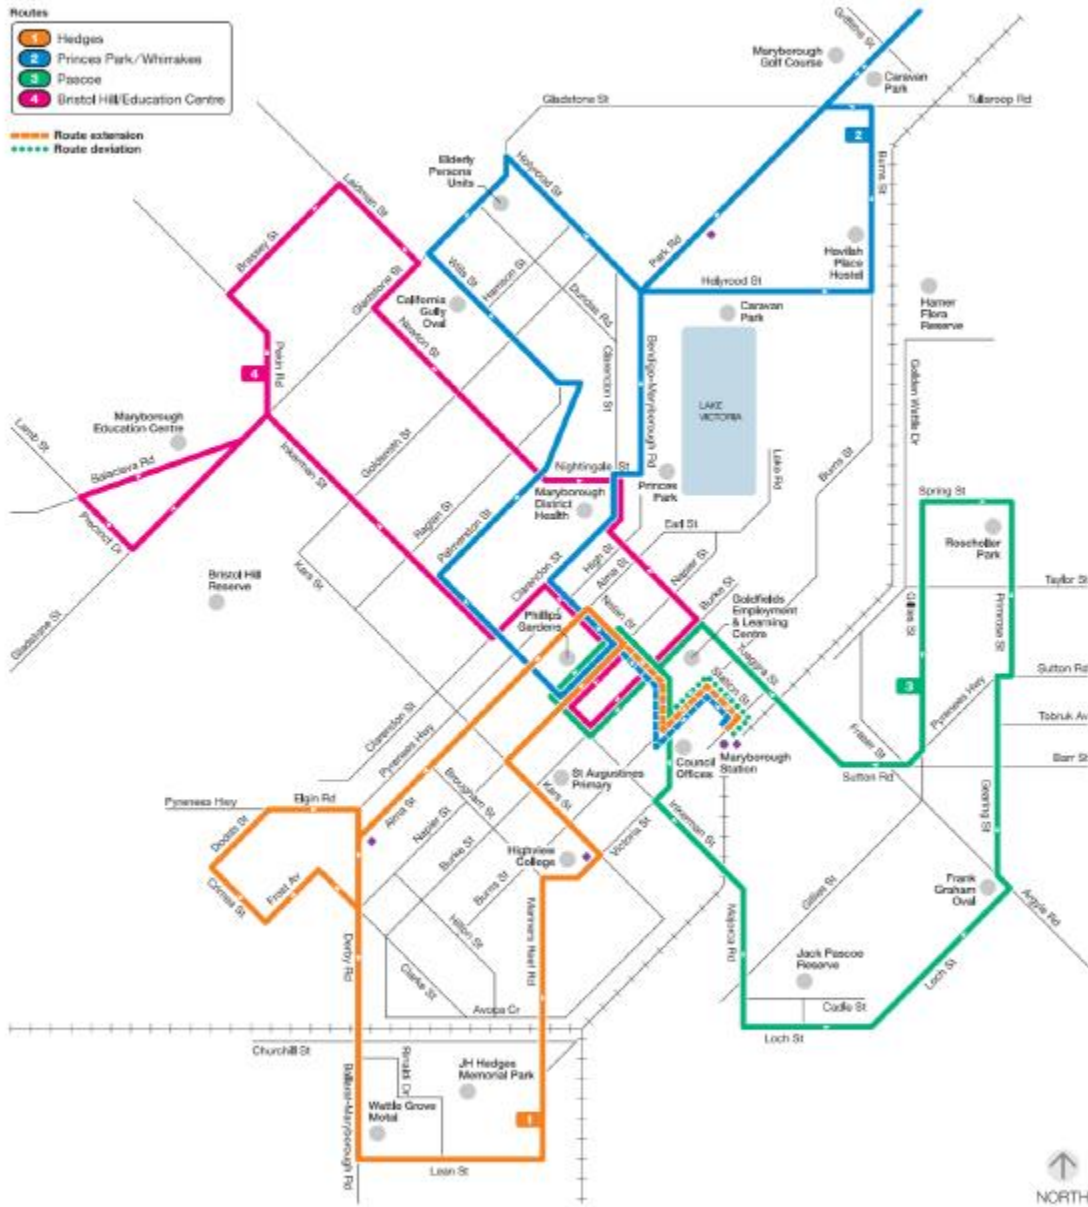 Routes
1 Hedges
2 Princes Park/Whirrakee
3 Pascoe
4 Bristol Hill/Education Centre
Route extension
Route deviation
Griffiths St
Maryborough
Golf Course
Caravan
Park
Gladstone St
Tullaroop Rd
2
Burns St
Elderly
Persons
Units
Holyrood St
Park Rd
Havilah
Place
Hostel
Holyrood St
Leidman St
Brassey St
Gladstone St
Wills St
Harrison St
Dundas Rd
California
Gully
Oval
Newton St
Caravan
Park
Hamer
Flora
Reserve
Clarendon St
Bendigo-Maryborough Rd
LAKE
VICTORIA
Golden Wattle Dr
Pekin Rd
4
Maryborough
Education Centre
Lamb St
Balaclava Rd
Precinct Dr
Inkerman St
Goldsmith St
Raglan St
Nightingale St
Princes
Park
Lake Rd
Burns St
Spring St
Maryborough
District
Health
Earl St
Rosehollier
Park
Palmerston St
Kars St
Bristol Hill
Reserve
Gladstone St
Clarendon St
High St
Alma St
Nolan St
Napier St
Burke St
Goldfields
Employment
& Learning
Centre
Phillips
Gardens
Tuaggra St
Station St
Taylor St
Gillies St
Primrose St
Sutton Rd
3
Pyrenees Hwy
Tobruk Av
Fraser St
Barr St
Sutton Rd
Clarendon St
Pyrenees Hwy
Council
Offices
Maryborough
Station
St Augustines
Primary
Kars St
Brougham St
Pyrenees Hwy
Elgin Rd
Alma St
Napier St
Burke St
Burns St
Victoria St
Inkerman St
Gearing St
Dodds St
Crimea St
Frost Av
Highview
College
Hilton St
Manners Reef Rd
Gillies St
Frank
Graham
Oval
Argyle Rd
Derby Rd
Clarke St
Majorca Rd
Jack Pascoe
Reserve
Loch St
Avoca Cr
Cadle St
Loch St
Churchill St
Rinaldi Dr
JH Hedges
Memorial Park
Ballarat-Maryborough Rd
Wattle Grove
Motel
1
Lean St
NORTH